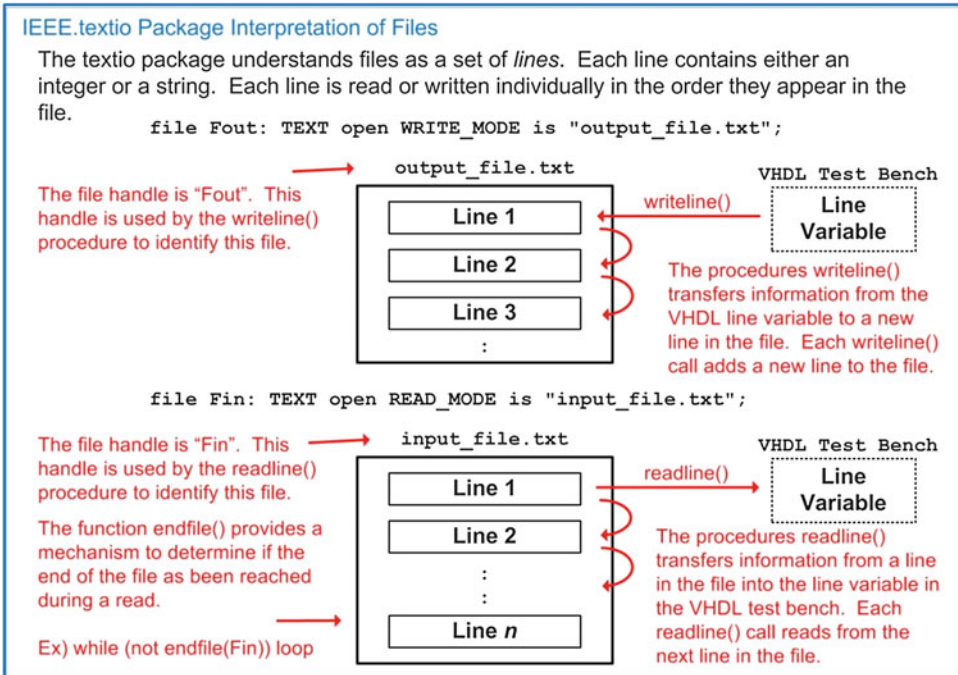 IEEE.textio Package Interpretation of Files
The textio package understands files as a set of lines. Each line contains either an
integer or a string. Each line is read or written individually in the order they appear in the
file.
file Fout: TEXT open WRITE_MODE is "output_file.txt";
The file handle is “Fout”. This
handle is used by the writeline()
procedure to identify this file.
output_file.txt
Line 1
Line 2
Line 3
:
writeline()
VHDL Test Bench
Line
Variable
The procedures writeline()
transfers information from the
VHDL line variable to a new
line in the file. Each writeline()
call adds a new line to the file.
file Fin: TEXT open READ_MODE is "input_file.txt";
The file handle is “Fin”. This
handle is used by the readline()
procedure to identify this file.
The function endfile() provides a
mechanism to determine if the
end of the file as been reached
during a read.
Ex) while (not endfile(Fin)) loop
input_file.txt
Line 1
Line 2
:
:
Line n
readline()
VHDL Test Bench
Line
Variable
The procedures readline()
transfers information from a line
in the file into the line variable in
the VHDL test bench. Each
readline() call reads from the
next line in the file.